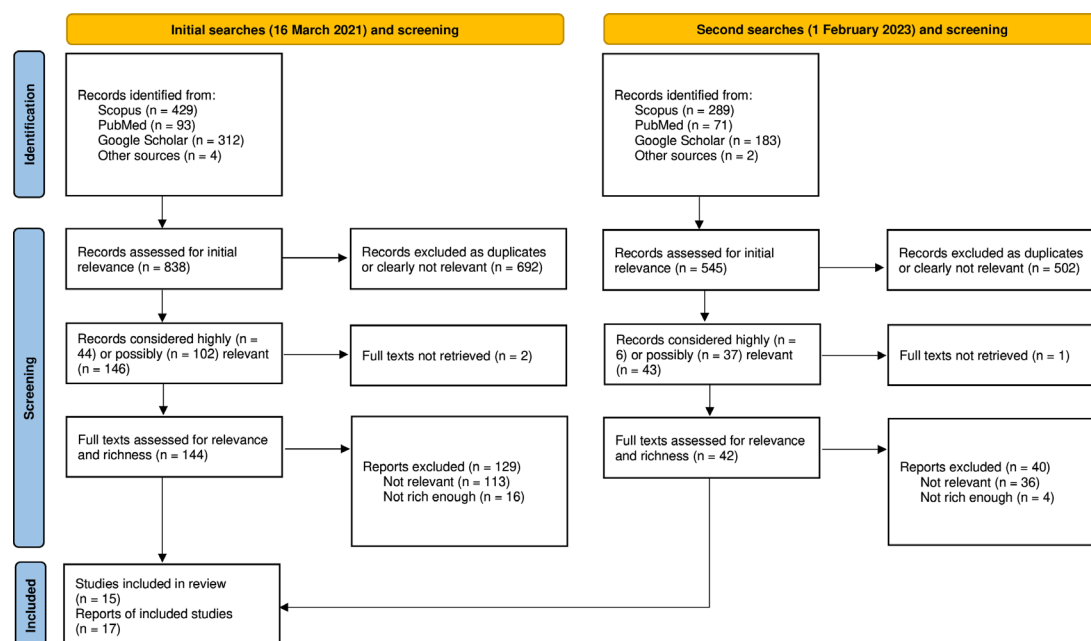 Initial searches (16 March 2021) and screening
Second searches (1 February 2023) and screening
Identification
Records identified from:
Scopus (n = 429)
PubMed (n = 93)
Google Scholar (n = 312)
Other sources (n = 4)
Records identified from:
Scopus (n = 289)
PubMed (n = 71)
Google Scholar (n = 183)
Other sources (n = 2)
Screening
Records assessed for initial
relevance (n = 838)
Records excluded as duplicates
or clearly not relevant (n = 692)
Records assessed for initial
relevance (n = 545)
Records excluded as duplicates
or clearly not relevant (n = 502)
Records considered highly (n =
44) or possibly (n = 102) relevant
(n = 146)
Full texts not retrieved (n = 2)
Records considered highly (n =
6) or possibly (n = 37) relevant
(n = 43)
Full texts not retrieved (n = 1)
Full texts assessed for relevance
and richness (n = 144)
Reports excluded (n = 129)
Not relevant (n = 113)
Not rich enough (n = 16)
Full texts assessed for relevance
and richness (n = 42)
Reports excluded (n = 40)
Not relevant (n = 36)
Not rich enough (n = 4)
Included
Studies included in review
(n = 15)
Reports of included studies
(n = 17)